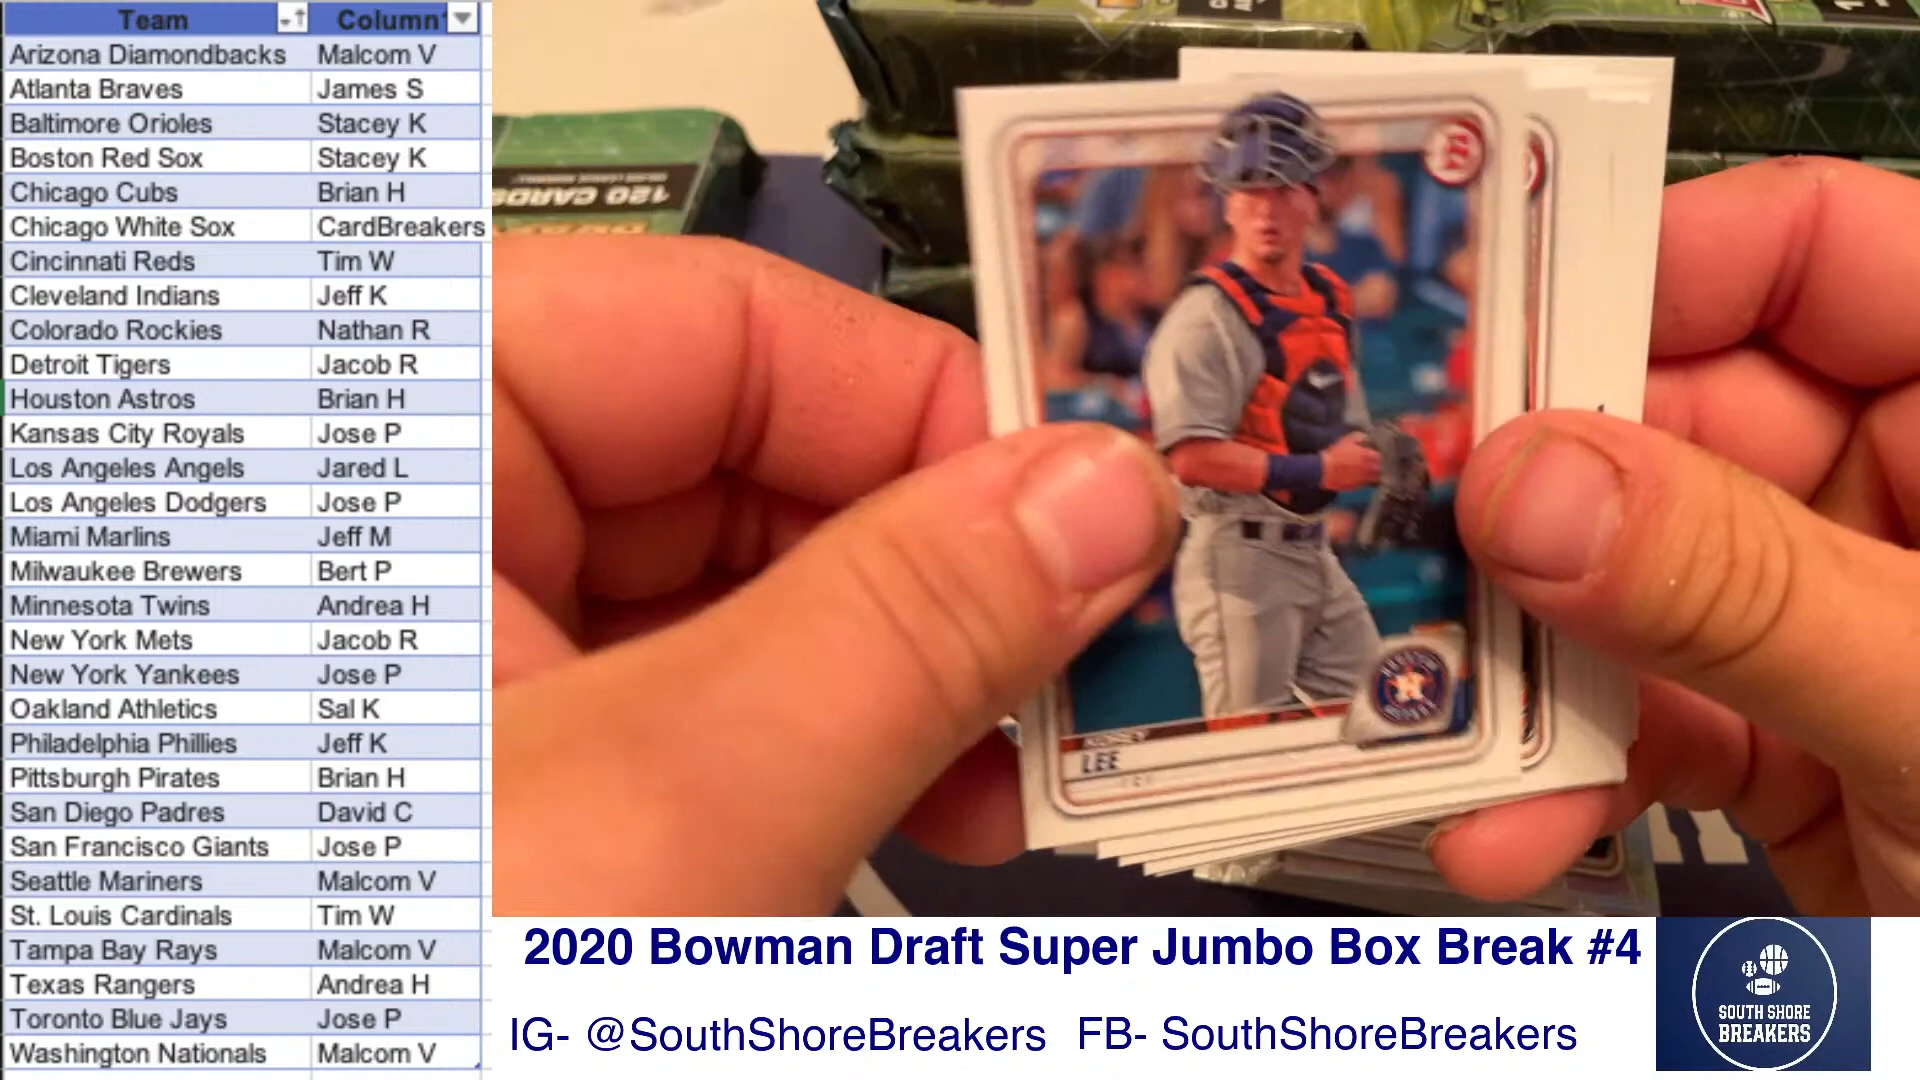 Team Column
Arizona Diamondbacks Malcom V
Atlanta Braves James S
Baltimore Orioles Stacey K
Boston Red Sox Stacey K
Chicago Cubs Brian H
Chicago White Sox CardBreakers
Cincinnati Reds Tim W
Cleveland Indians Jeff K
Colorado Rockies Nathan R
Detroit Tigers Jacob R
Houston Astros Brian H
Kansas City Royals Jose P
Los Angeles Angels Jared L
Los Angeles Dodgers Jose P
Miami Marlins Jeff M
Milwaukee Brewers Bert P
Minnesota Twins Andrea H
New York Mets Jacob R
New York Yankees Jose P
Oakland Athletics Sal K
Philadelphia Phillies Jeff K
Pittsburgh Pirates Brian H
San Diego Padres David C
San Francisco Giants Jose P
Seattle Mariners Malcom V
St. Louis Cardinals Tim W
Tampa Bay Rays Malcom V
Texas Rangers Andrea H
Toronto Blue Jays Jose P
Washington Nationals Malcom V
120 CARDS
LEE
2020 Bowman Draft Super Jumbo Box Break #4
IG- @SouthShoreBreakers FB- SouthShoreBreakers
SOUTH SHORE
BREAKERS